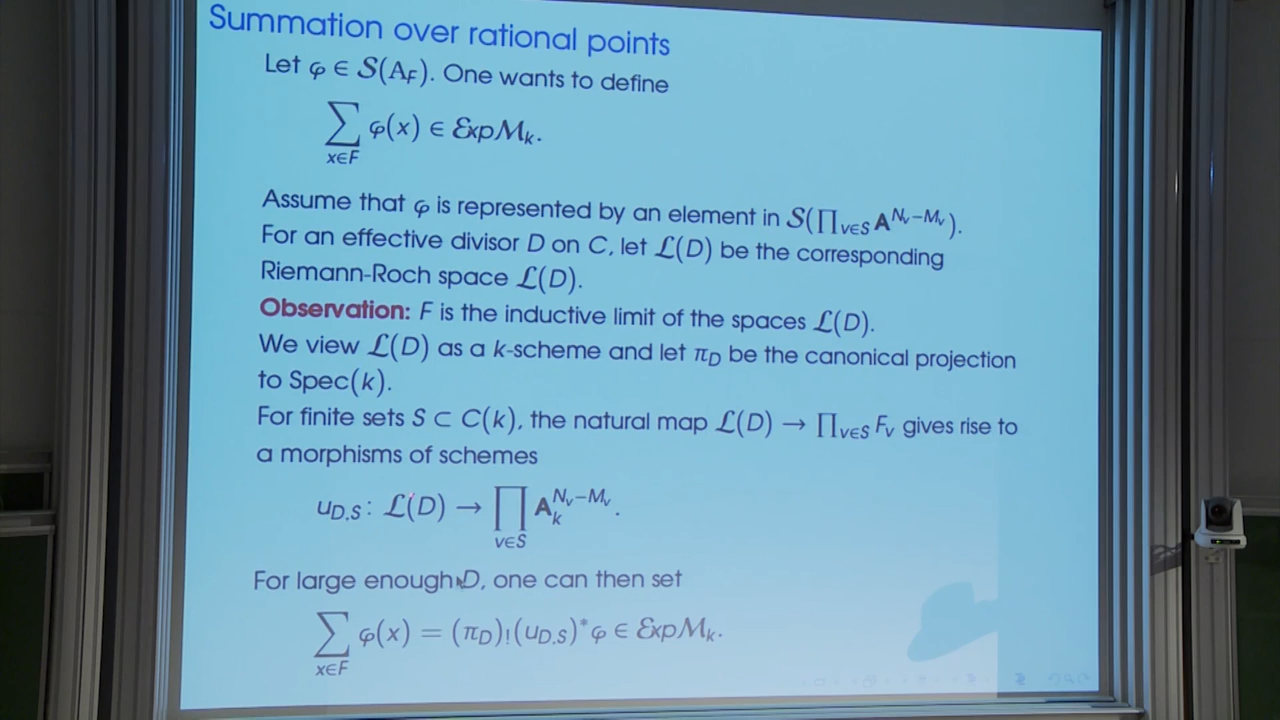 Summation over rational points
Let φ ∈ S(A_F). One wants to define
∑_{x∈F} φ(x) ∈ ExpM_k.
Assume that φ is represented by an element in S(∏_{v∈S} A^{N_v−M_v}).
For an effective divisor D on C, let L(D) be the corresponding
Riemann-Roch space L(D).
Observation: F is the inductive limit of the spaces L(D).
We view L(D) as a k-scheme and let π_D be the canonical projection
to Spec(k).
For finite sets S ⊂ C(k), the natural map L(D) → ∏_{v∈S} F_v gives rise to
a morphisms of schemes
u_{D,S} : L(D) → ∏_{v∈S} A_k^{N_v−M_v}.
For large enough D, one can then set
∑_{x∈F} φ(x) = (π_D)_!(u_{D,S})^*φ ∈ ExpM_k.